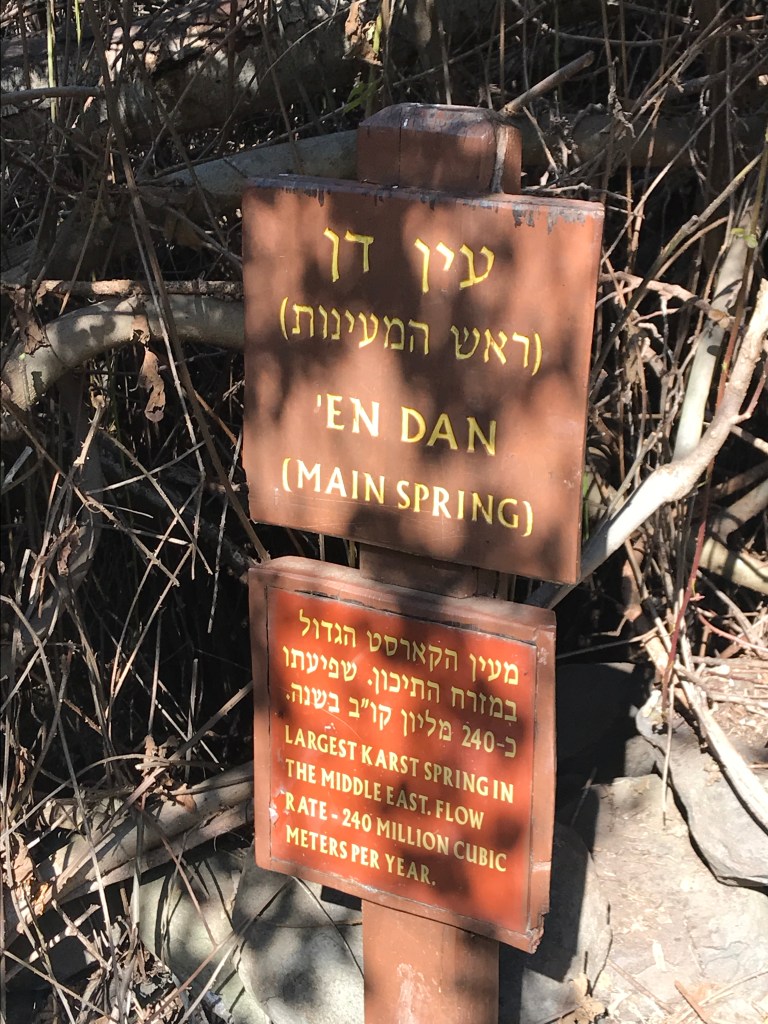 עין דן
(ראש המעינות)
'EN DAN
(MAIN SPRING)
מעין הקארסט הגדול
במזרח התיכון. שפיעתו
כ-240 מליון קו"ב בשנה.
LARGEST KARST SPRING IN
THE MIDDLE EAST. FLOW
RATE - 240 MILLION CUBIC
METERS PER YEAR.